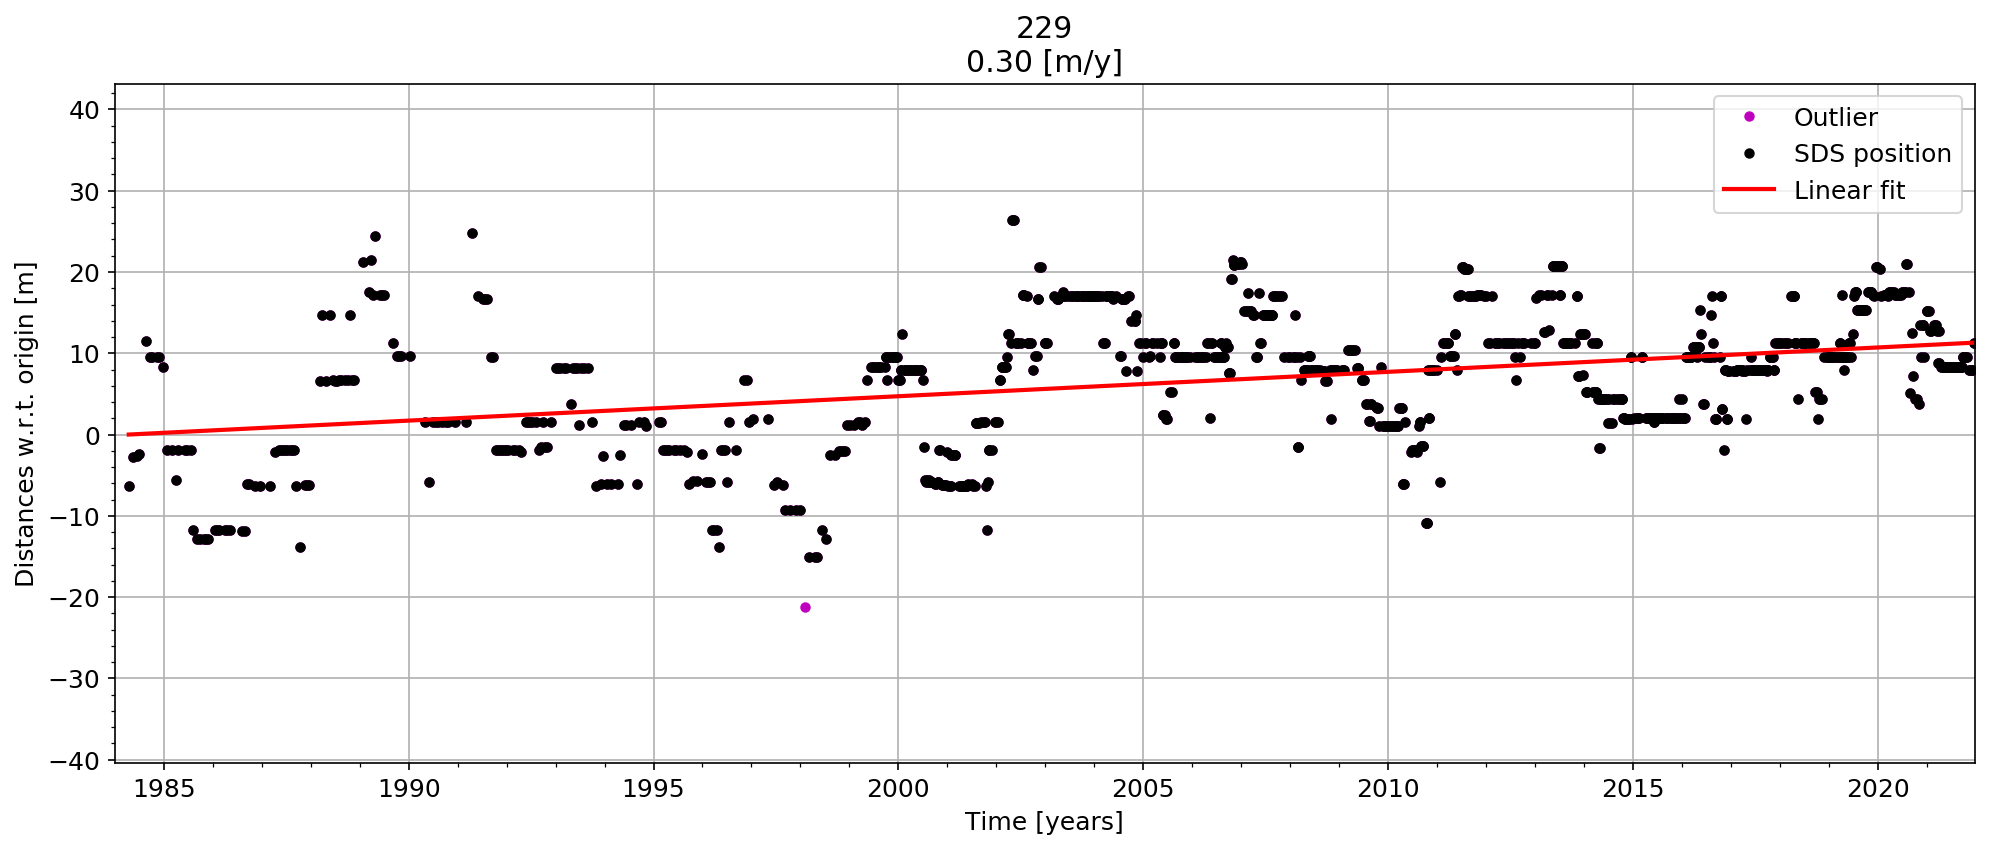 229
0.30 [m/y]
Distances w.r.t. origin [m]
40
30
20
10
0
−10
−20
−30
−40
Outlier
SDS position
Linear fit
1985 1990 1995 2000 2005 2010 2015 2020
Time [years]